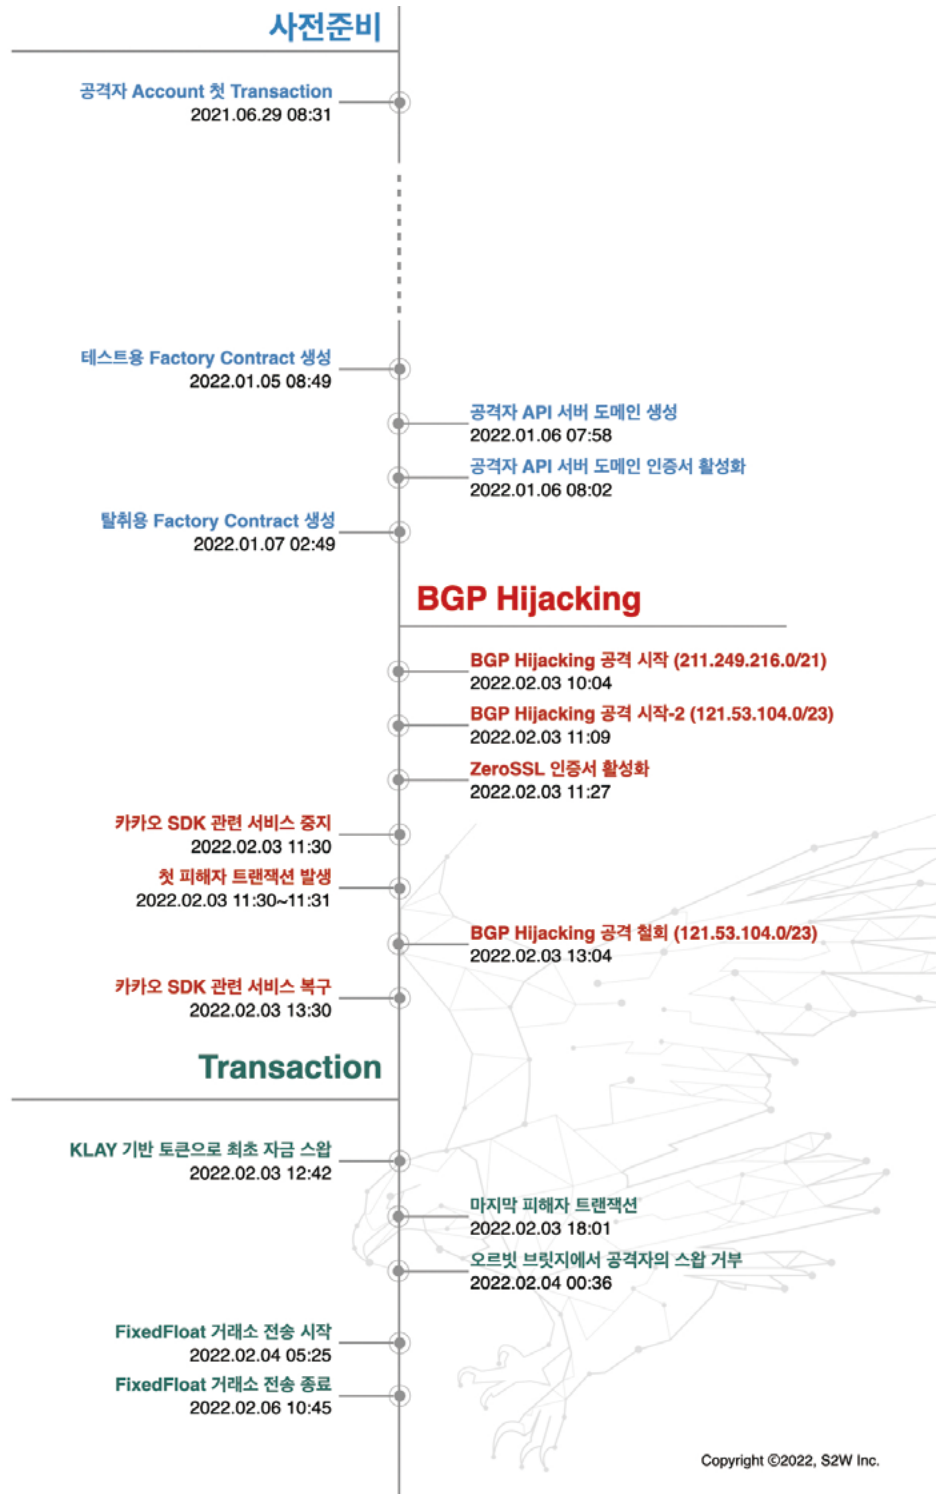 사전준비
공격자 Account 첫 Transaction
2021.06.29 08:31
테스트용 Factory Contract 생성
2022.01.05 08:49
공격자 API 서버 도메인 생성
2022.01.06 07:58
공격자 API 서버 도메인 인증서 활성화
2022.01.06 08:02
탈취용 Factory Contract 생성
2022.01.07 02:49
BGP Hijacking
BGP Hijacking 공격 시작 (211.249.216.0/21)
2022.02.03 10:04
BGP Hijacking 공격 시작-2 (121.53.104.0/23)
2022.02.03 11:09
ZeroSSL 인증서 활성화
2022.02.03 11:27
카카오 SDK 관련 서비스 중지
2022.02.03 11:30
첫 피해자 트랜잭션 발생
2022.02.03 11:30~11:31
BGP Hijacking 공격 철회 (121.53.104.0/23)
2022.02.03 13:04
카카오 SDK 관련 서비스 복구
2022.02.03 13:30
Transaction
KLAY 기반 토큰으로 최초 자금 스왑
2022.02.03 12:42
마지막 피해자 트랜잭션
2022.02.03 18:01
오르빗 브릿지에서 공격자의 스왑 거부
2022.02.04 00:36
FixedFloat 거래소 전송 시작
2022.02.04 05:25
FixedFloat 거래소 전송 종료
2022.02.06 10:45
Copyright ©2022, S2W Inc.